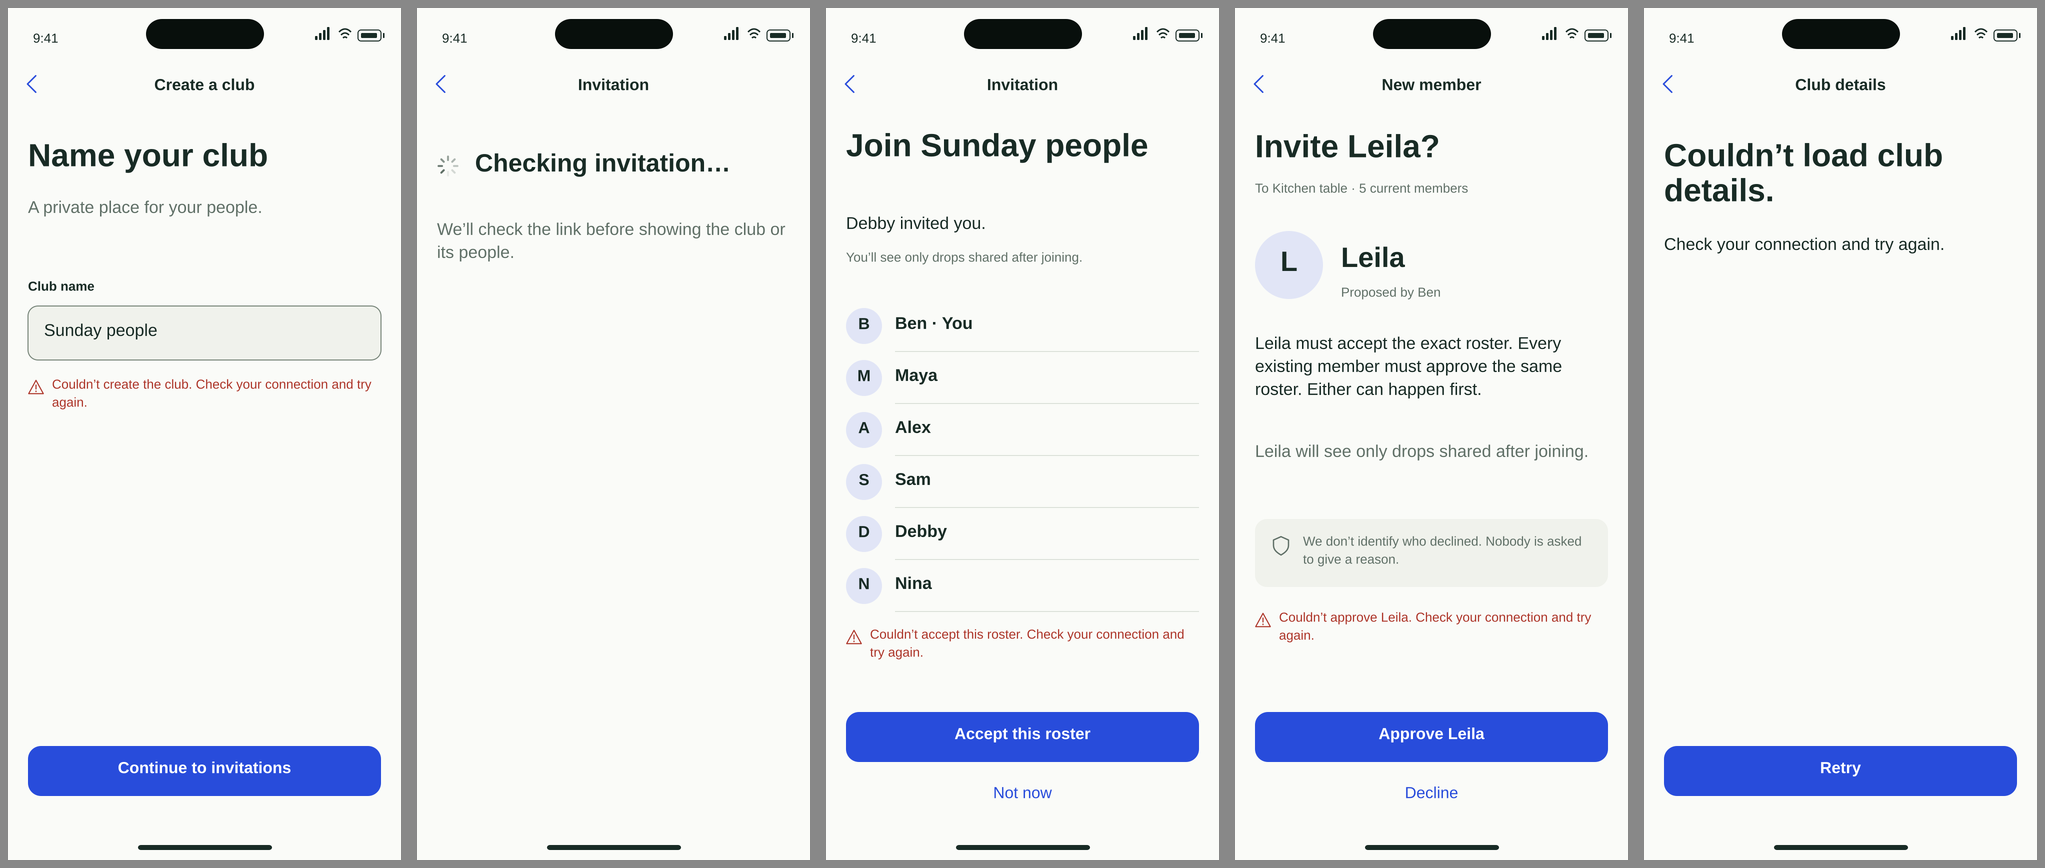 9:41
Create a club
Name your club
A private place for your people.
Club name
Sunday people
Couldn’t create the club. Check your connection and try
again.
Continue to invitations
9:41
Invitation
Checking invitation…
We’ll check the link before showing the club or
its people.
9:41
Invitation
Join Sunday people
Debby invited you.
You’ll see only drops shared after joining.
B
Ben · You
M
Maya
A
Alex
S
Sam
D
Debby
N
Nina
Couldn’t accept this roster. Check your connection and
try again.
Accept this roster
Not now
9:41
New member
Invite Leila?
To Kitchen table · 5 current members
L
Leila
Proposed by Ben
Leila must accept the exact roster. Every
existing member must approve the same
roster. Either can happen first.
Leila will see only drops shared after joining.
We don’t identify who declined. Nobody is asked
to give a reason.
Couldn’t approve Leila. Check your connection and try
again.
Approve Leila
Decline
9:41
Club details
Couldn’t load club
details.
Check your connection and try again.
Retry